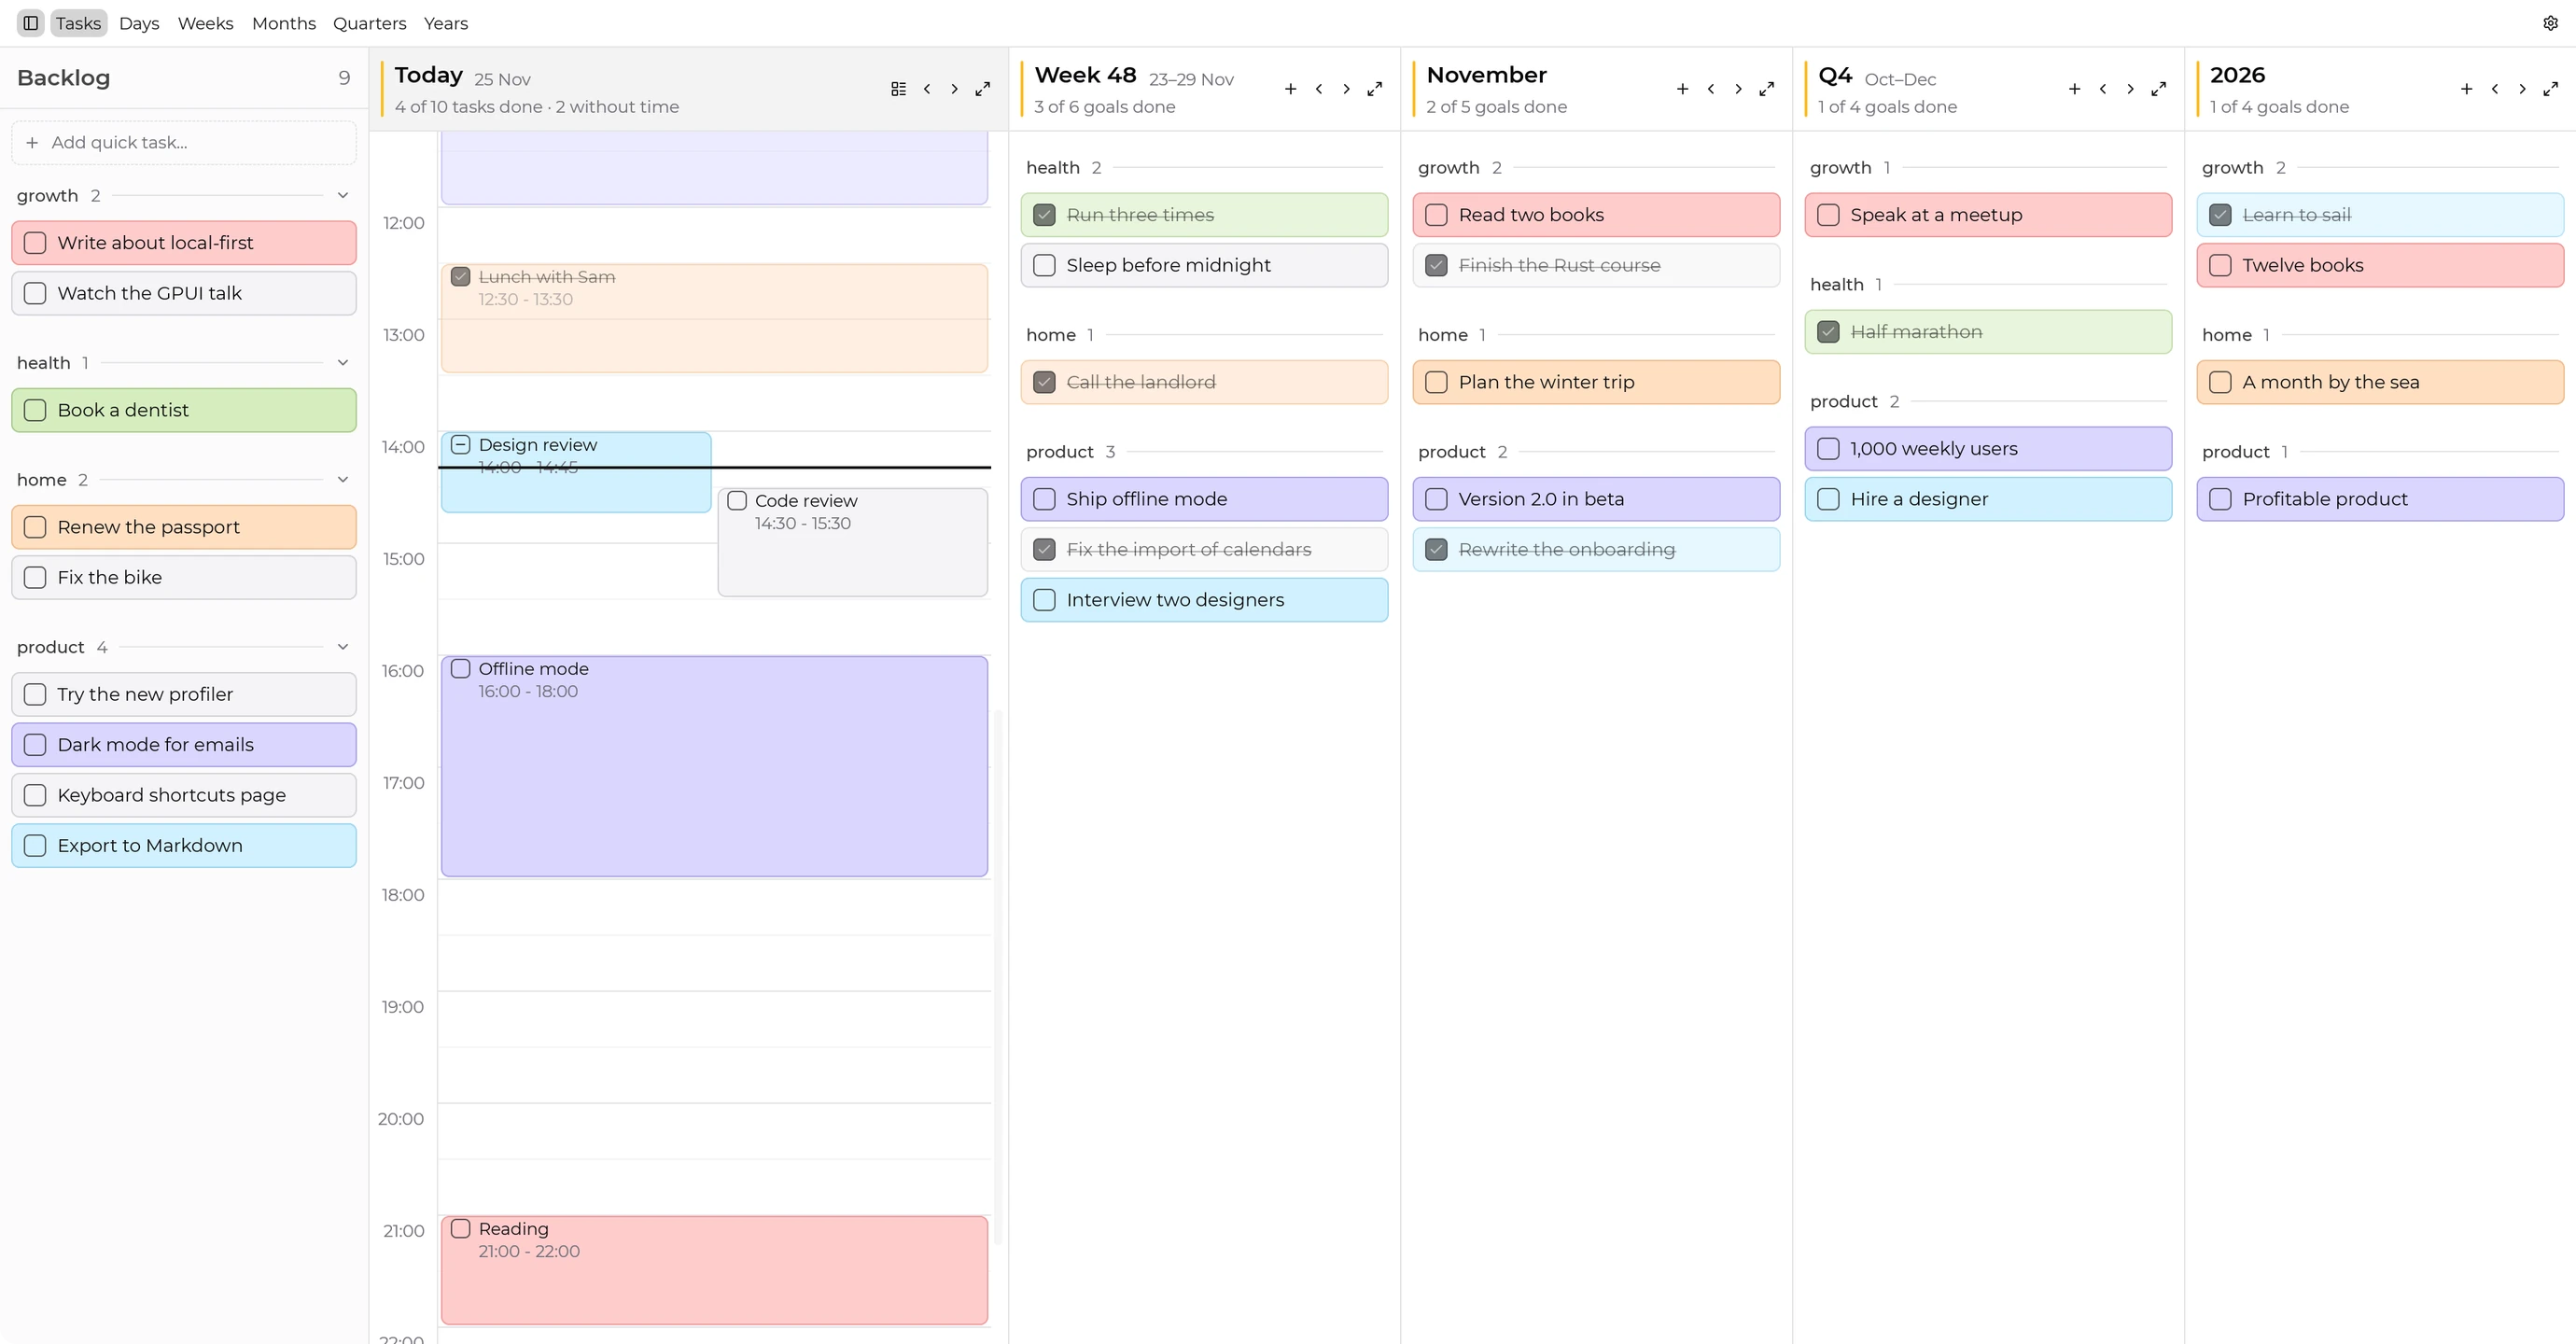 Tasks Days Weeks Months Quarters Years
Backlog 9
Add quick task...
growth 2
Write about local-first
Watch the GPUI talk
health 1
Book a dentist
home 2
Renew the passport
Fix the bike
product 4
Try the new profiler
Dark mode for emails
Keyboard shortcuts page
Export to Markdown
Today 25 Nov
4 of 10 tasks done · 2 without time
12:00
Lunch with Sam
12:30 - 13:30
13:00
14:00
Design review
14:00 - 14:45
Code review
14:30 - 15:30
15:00
16:00
Offline mode
16:00 - 18:00
17:00
18:00
19:00
20:00
21:00
Reading
21:00 - 22:00
22:00
Week 48 23–29 Nov
3 of 6 goals done
health 2
Run three times
Sleep before midnight
home 1
Call the landlord
product 3
Ship offline mode
Fix the import of calendars
Interview two designers
November
2 of 5 goals done
growth 2
Read two books
Finish the Rust course
home 1
Plan the winter trip
product 2
Version 2.0 in beta
Rewrite the onboarding
Q4 Oct–Dec
1 of 4 goals done
growth 1
Speak at a meetup
health 1
Half marathon
product 2
1,000 weekly users
Hire a designer
2026
1 of 4 goals done
growth 2
Learn to sail
Twelve books
home 1
A month by the sea
product 1
Profitable product